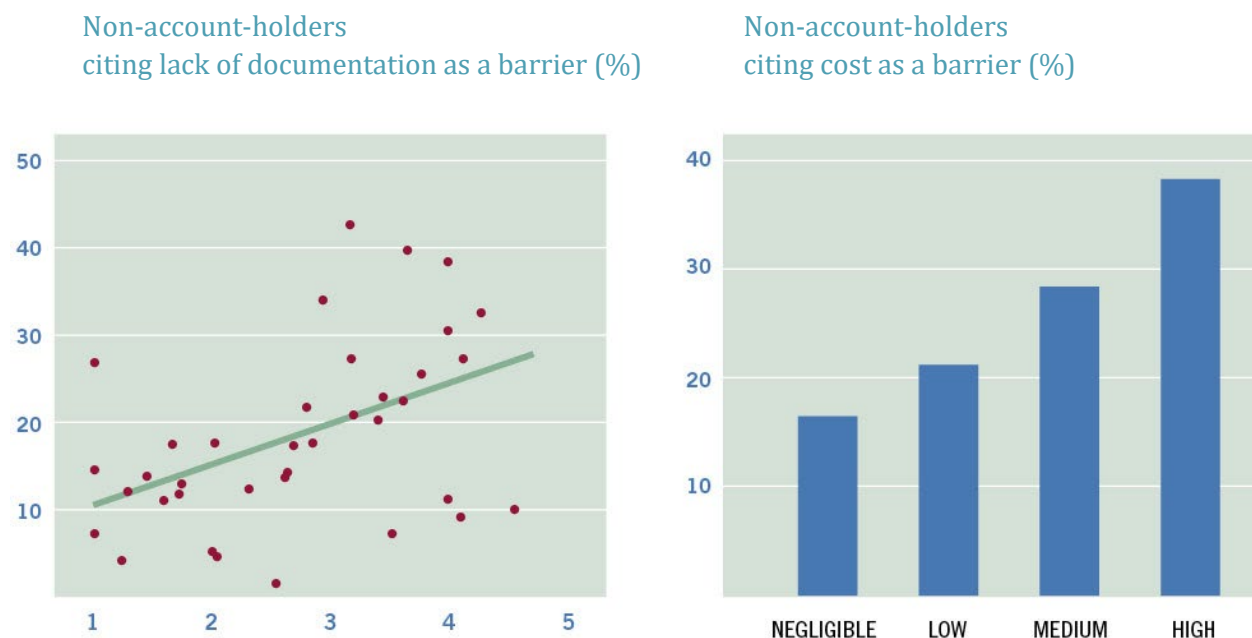 Non-account-holders
citing lack of documentation as a barrier (%)
50
40
30
20
10
1 2 3 4 5
Non-account-holders
citing cost as a barrier (%)
40
30
20
10
NEGLIGIBLE LOW MEDIUM HIGH